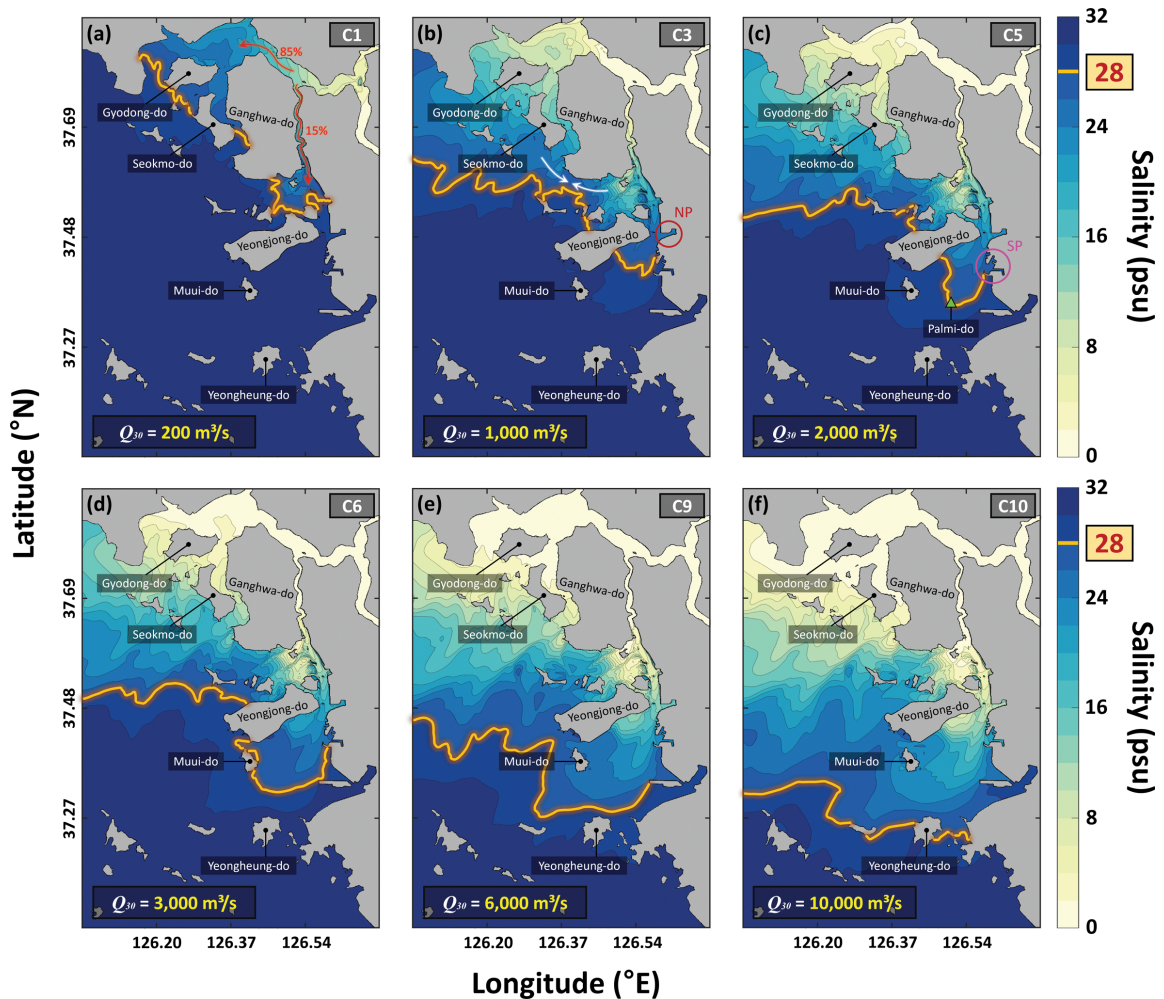 (a)
C1
85%
15%
Gyodong-do
Ganghwa-do
Seokmo-do
Yeongjong-do
Muui-do
Yeongheung-do
Q30 = 200 m³/s
(b)
C3
Gyodong-do
Ganghwa-do
Seokmo-do
NP
Yeongjong-do
Muui-do
Yeongheung-do
Q30 = 1,000 m³/s
(c)
C5
Gyodong-do
Ganghwa-do
Seokmo-do
Yeongjong-do
SP
Muui-do
Palmi-do
Yeongheung-do
Q30 = 2,000 m³/s
37.69
37.48
37.27
32
28
24
16
8
0
Salinity (psu)
Latitude (°N)
(d)
C6
Gyodong-do
Ganghwa-do
Seokmo-do
Yeongjong-do
Muui-do
Yeongheung-do
Q30 = 3,000 m³/s
(e)
C9
Gyodong-do
Ganghwa-do
Seokmo-do
Yeongjong-do
Muui-do
Yeongheung-do
Q30 = 6,000 m³/s
(f)
C10
Gyodong-do
Ganghwa-do
Seokmo-do
Yeongjong-do
Muui-do
Yeongheung-do
Q30 = 10,000 m³/s
37.69
37.48
37.27
32
28
24
16
8
0
Salinity (psu)
126.20 126.37 126.54
126.20 126.37 126.54
126.20 126.37 126.54
Longitude (°E)